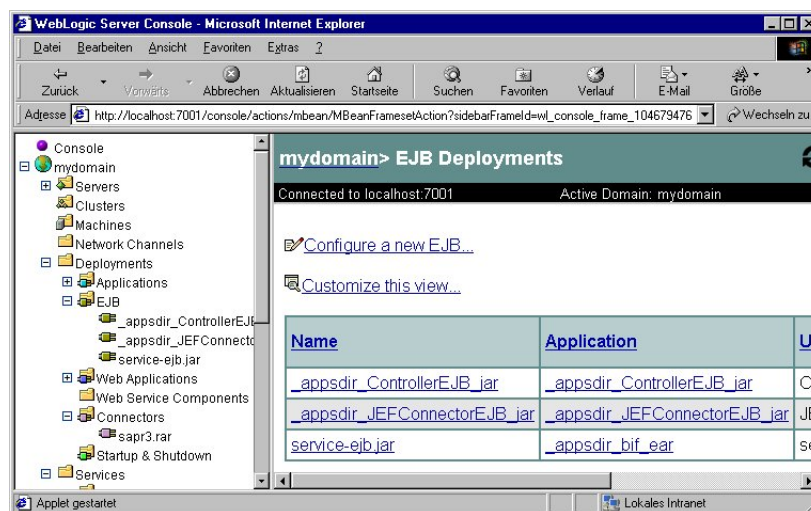 WebLogic Server Console - Microsoft Internet Explorer
Datei Bearbeiten Ansicht Favoriten Extras ?
Zurück Vorwärts Abbrechen Aktualisieren Startseite Suchen Favoriten Verlauf E-Mail Größe
Adresse http://localhost:7001/console/actions/mbean/MBeanFramesetAction?sidebarFrameId=wl_console_frame_104679476 Wechseln zu
Console
mydomain
Servers
Clusters
Machines
Network Channels
Deployments
Applications
EJB
_appsdir_ControllerEJB
_appsdir_JEFConnecto
service-ejb.jar
Web Applications
Web Service Components
Connectors
sapr3.rar
Startup & Shutdown
Services
mydomain> EJB Deployments
Connected to localhost:7001 Active Domain: mydomain
Configure a new EJB...
Customize this view...
Name Application U
_appsdir_ControllerEJB_jar _appsdir_ControllerEJB_jar C
_appsdir_JEFConnectorEJB_jar _appsdir_JEFConnectorEJB_jar JE
service-ejb.jar _appsdir_bif_ear se
Applet gestartet Lokales Intranet